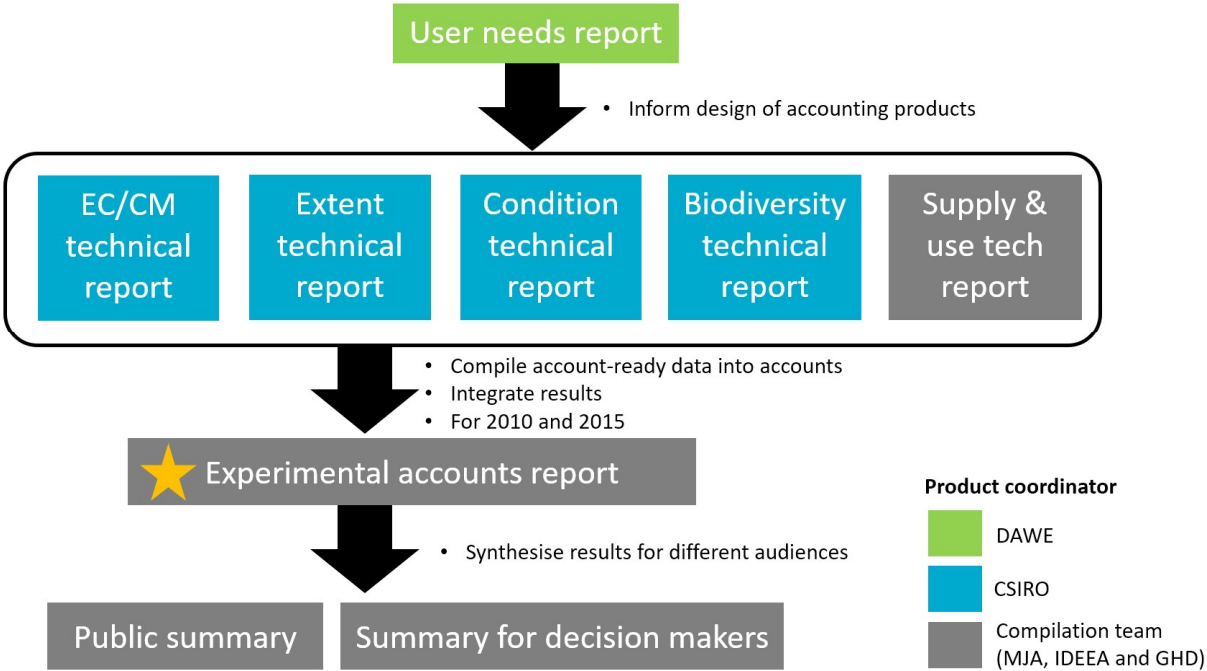 User needs report
• Inform design of accounting products
EC/CM
technical
report
Extent
technical
report
Condition
technical
report
Biodiversity
technical
report
Supply &
use tech
report
• Compile account-ready data into accounts
• Integrate results
• For 2010 and 2015
Experimental accounts report
• Synthesise results for different audiences
Public summary
Summary for decision makers
Product coordinator
DAWE
CSIRO
Compilation team
(MJA, IDEEA and GHD)